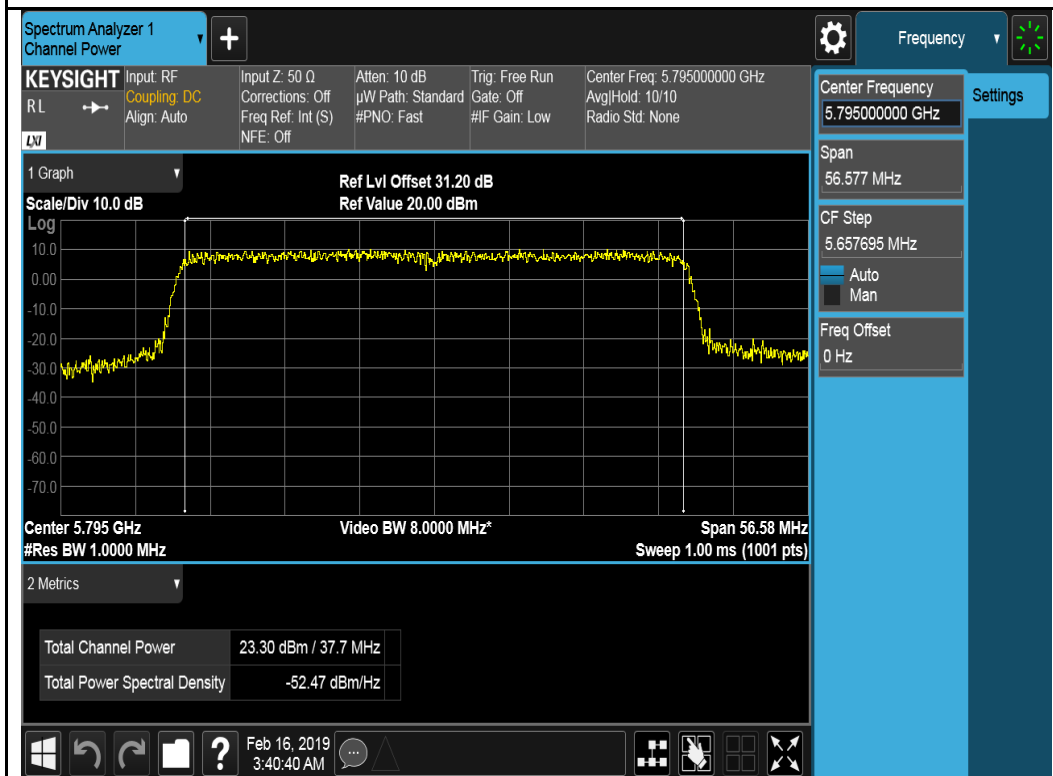 Spectrum Analyzer 1
Channel Power
+
Frequency
KEYSIGHT
R L
LXI
Input: RF
Coupling: DC
Align: Auto
Input Z: 50 Ω
Corrections: Off
Freq Ref: Int (S)
NFE: Off
Atten: 10 dB
µW Path: Standard
#PNO: Fast
Trig: Free Run
Gate: Off
#IF Gain: Low
Center Freq: 5.795000000 GHz
Avg|Hold: 10/10
Radio Std: None
Center Frequency
5.795000000 GHz
Settings
Span
56.577 MHz
CF Step
5.657695 MHz
Auto
Man
Freq Offset
0 Hz
1 Graph
Scale/Div 10.0 dB
Ref Lvl Offset 31.20 dB
Ref Value 20.00 dBm
Log
10.0
0.00
-10.0
-20.0
-30.0
-40.0
-50.0
-60.0
-70.0
Center 5.795 GHz
#Res BW 1.0000 MHz
Video BW 8.0000 MHz*
Span 56.58 MHz
Sweep 1.00 ms (1001 pts)
2 Metrics
Total Channel Power 23.30 dBm / 37.7 MHz
Total Power Spectral Density -52.47 dBm/Hz
?
Feb 16, 2019
3:40:40 AM